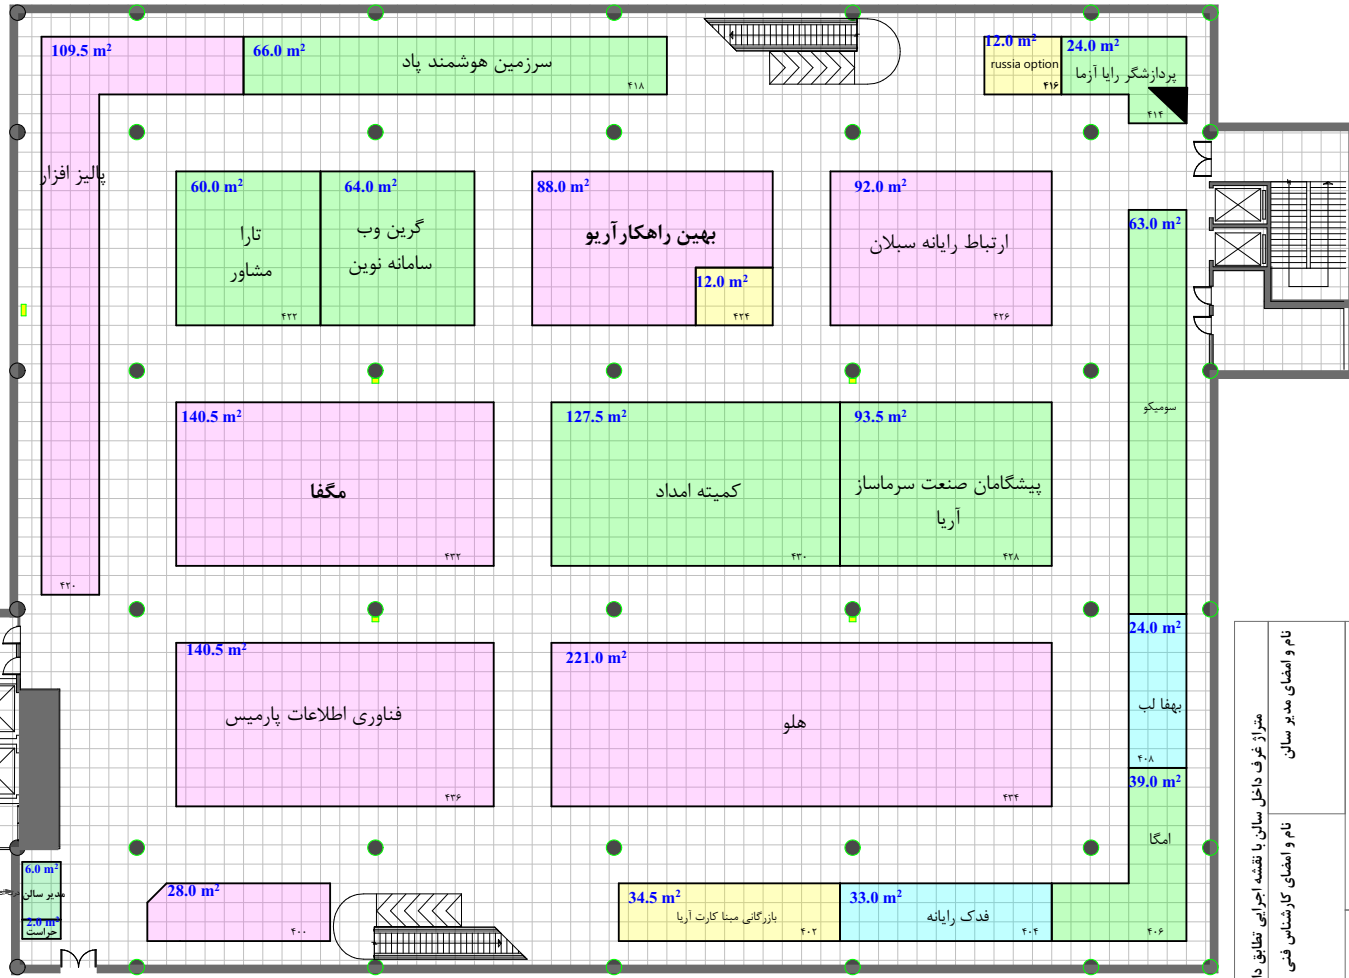 109.5 m²
پالیز افزار
۴۲۰
66.0 m²
سرزمین هوشمند پاد
۴۱۸
12.0 m²
russia option
۴۱۶
24.0 m²
پردازشگر رایا آزما
۴۱۴
60.0 m²
تارا
مشاور
۴۲۲
64.0 m²
گرین وب
سامانه نوین
88.0 m²
بهین راهکار آریو
12.0 m²
۴۲۴
92.0 m²
ارتباط رایانه سبلان
۴۲۶
63.0 m²
سومیکو
140.5 m²
مگفا
۴۳۲
127.5 m²
کمیته امداد
۴۳۰
93.5 m²
پیشگامان صنعت سرماساز
آریا
۴۲۸
140.5 m²
فناوری اطلاعات پارمیس
۴۳۶
221.0 m²
هلو
۴۳۴
24.0 m²
بهفا لب
۴۰۸
39.0 m²
امگا
۴۰۶
6.0 m²
مدیر سالن
2.0 m²
حراست
28.0 m²
۴۰۰
34.5 m²
بازرگانی مبنا کارت آریا
۴۰۲
33.0 m²
فدک رایانه
۴۰۴
متراژ غرف داخل سالن با نقشه اجرایی تطابق دا
نام و امضای مدیر سالن
نام و امضای کارشناس فنی